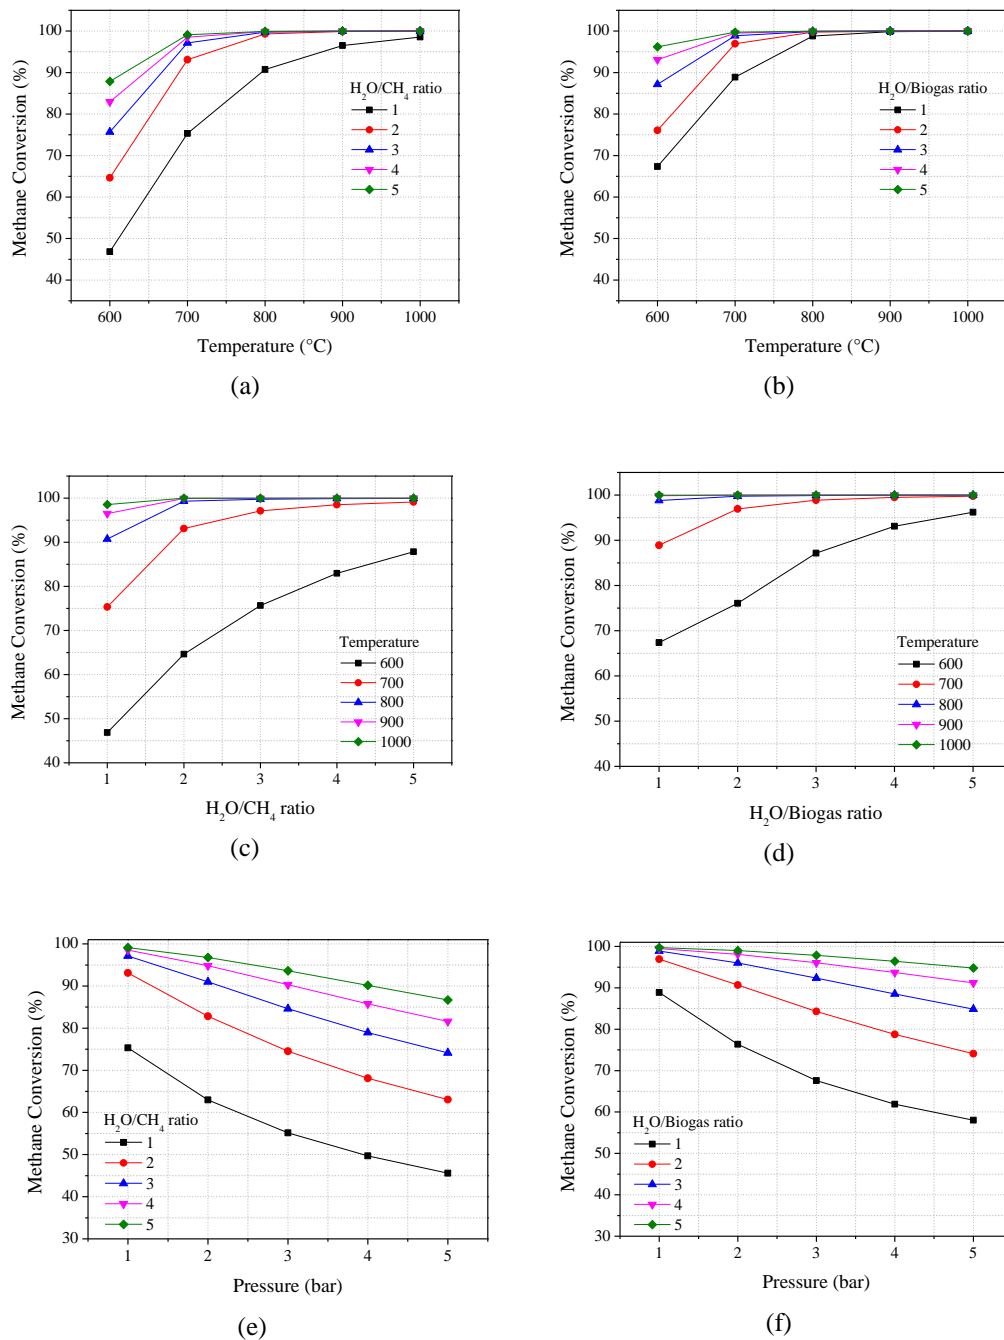 100
90
80
70
60
50
40
Methane Conversion (%)
H₂O/CH₄ ratio
1
2
3
4
5
600 700 800 900 1000
Temperature (°C)
(a)
100
90
80
70
60
50
40
Methane Conversion (%)
H₂O/Biogas ratio
1
2
3
4
5
600 700 800 900 1000
Temperature (°C)
(b)
100
90
80
70
60
50
40
Methane Conversion (%)
Temperature
600
700
800
900
1000
1 2 3 4 5
H₂O/CH₄ ratio
(c)
100
90
80
70
60
50
40
Methane Conversion (%)
Temperature
600
700
800
900
1000
1 2 3 4 5
H₂O/Biogas ratio
(d)
100
90
80
70
60
50
40
30
Methane Conversion (%)
H₂O/CH₄ ratio
1
2
3
4
5
1 2 3 4 5
Pressure (bar)
(e)
100
90
80
70
60
50
40
30
Methane Conversion (%)
H₂O/Biogas ratio
1
2
3
4
5
1 2 3 4 5
Pressure (bar)
(f)